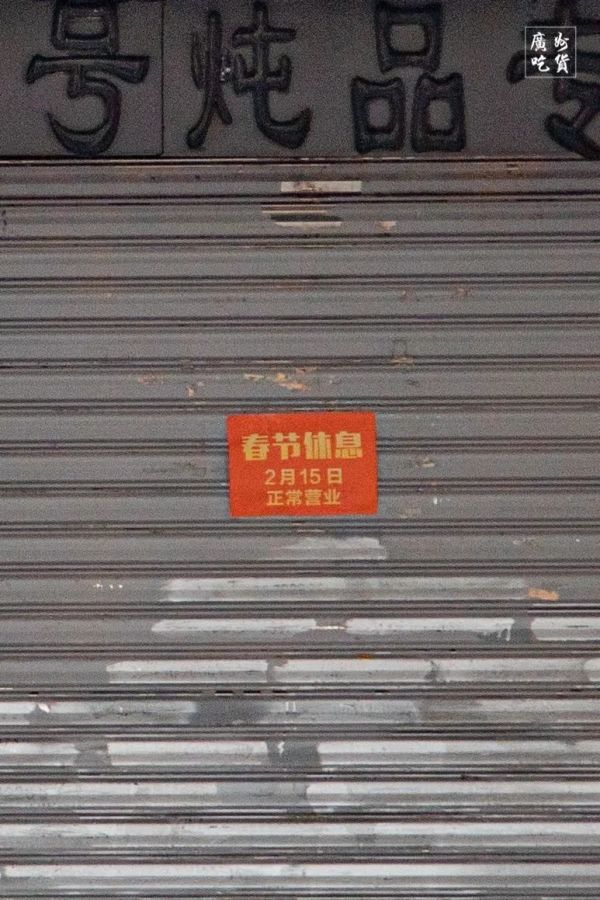 号炖品专
廣州
吃貨
春节休息
2月15日
正常营业